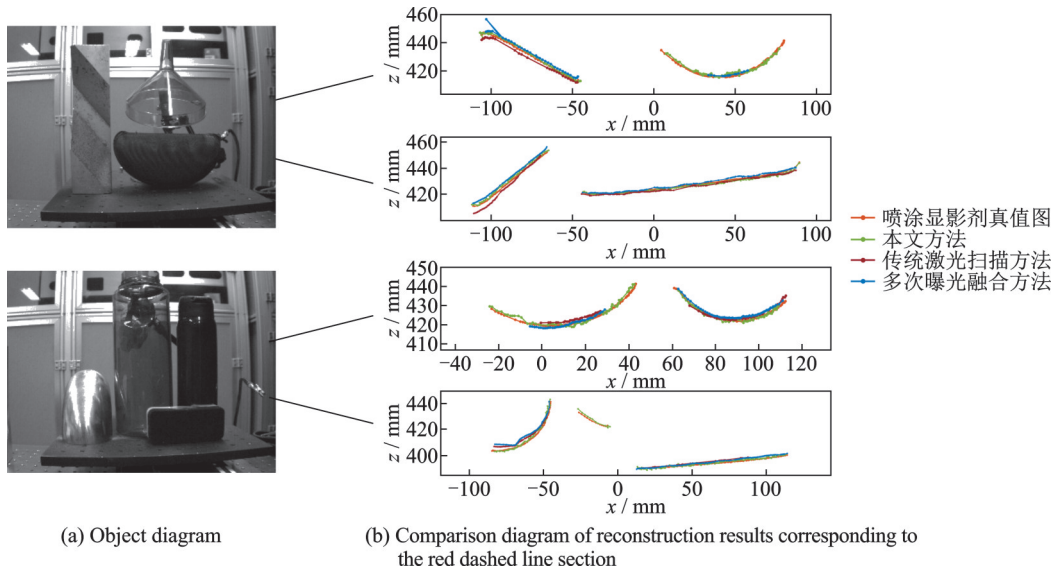 460
440
420
z / mm
−100
−50
0
50
100
x / mm
460
440
420
z / mm
−100
−50
0
50
100
x / mm
喷涂显影剂真值图
本文方法
传统激光扫描方法
多次曝光融合方法
450
440
430
420
410
z / mm
−40
−20
0
20
40
60
80
100
120
x / mm
440
420
400
z / mm
−100
−50
0
50
100
x / mm
(a) Object diagram
(b) Comparison diagram of reconstruction results corresponding to
the red dashed line section